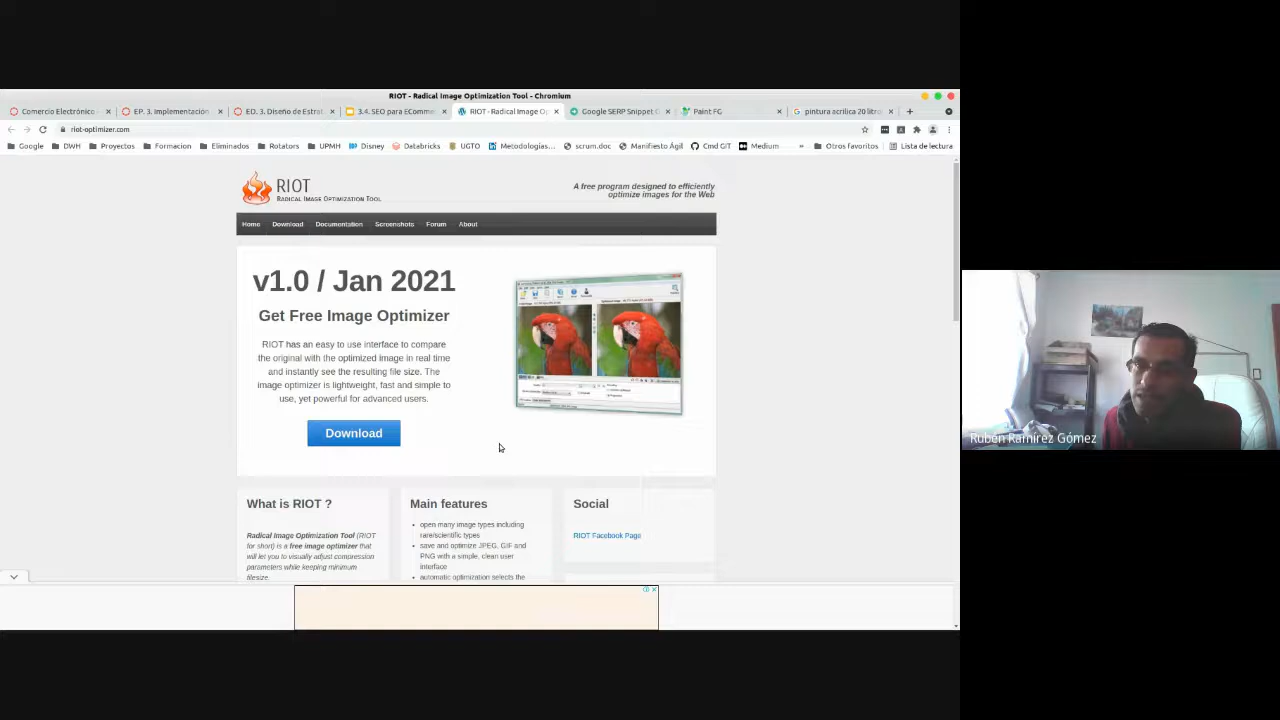 RIOT - Radical Image Optimization Tool - Chromium
Comercio Electrónico
EP. 3. Implementación
ED. 3. Diseño de Estrat
3.4. SEO para EComme
RIOT - Radical Image Op
Google SERP Snippet O
Paint FG
pintura acrilica 20 litro
riot-optimizer.com
Google
DWH
Proyectos
Formacion
Eliminados
Rotators
UPMH
Disney
Databricks
UGTO
Metodologías...
scrum.doc
Manifiesto Ágil
Cmd GIT
Medium
»
Otros favoritos
Lista de lectura
RIOT
RADICAL IMAGE OPTIMIZATION TOOL
A free program designed to efficiently
optimize images for the Web
Home
Download
Documentation
Screenshots
Forum
About
v1.0 / Jan 2021
Get Free Image Optimizer
RIOT has an easy to use interface to compare
the original with the optimized image in real time
and instantly see the resulting file size. The
image optimizer is lightweight, fast and simple to
use, yet powerful for advanced users.
Download
What is RIOT ?
Radical Image Optimization Tool (RIOT
for short) is a free image optimizer that
will let you to visually adjust compression
parameters while keeping minimum
filesize.
Main features
• open many image types including
rare/scientific types
• save and optimize JPEG, GIF and
PNG with a simple, clean user
interface
• automatic optimization selects the
Social
RIOT Facebook Page
Rubén Ramírez Gómez